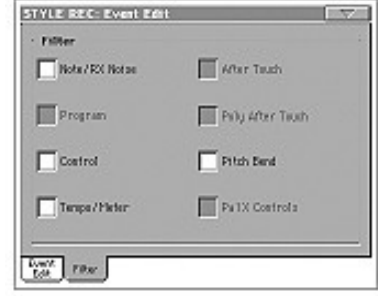 STYLE REC: Event Edit
Filter
Note/RX Noise
After Touch
Program
Poly After Touch
Control
Pitch Bend
Tempo/Meter
Pa1X Controls
Event Edit
Filter